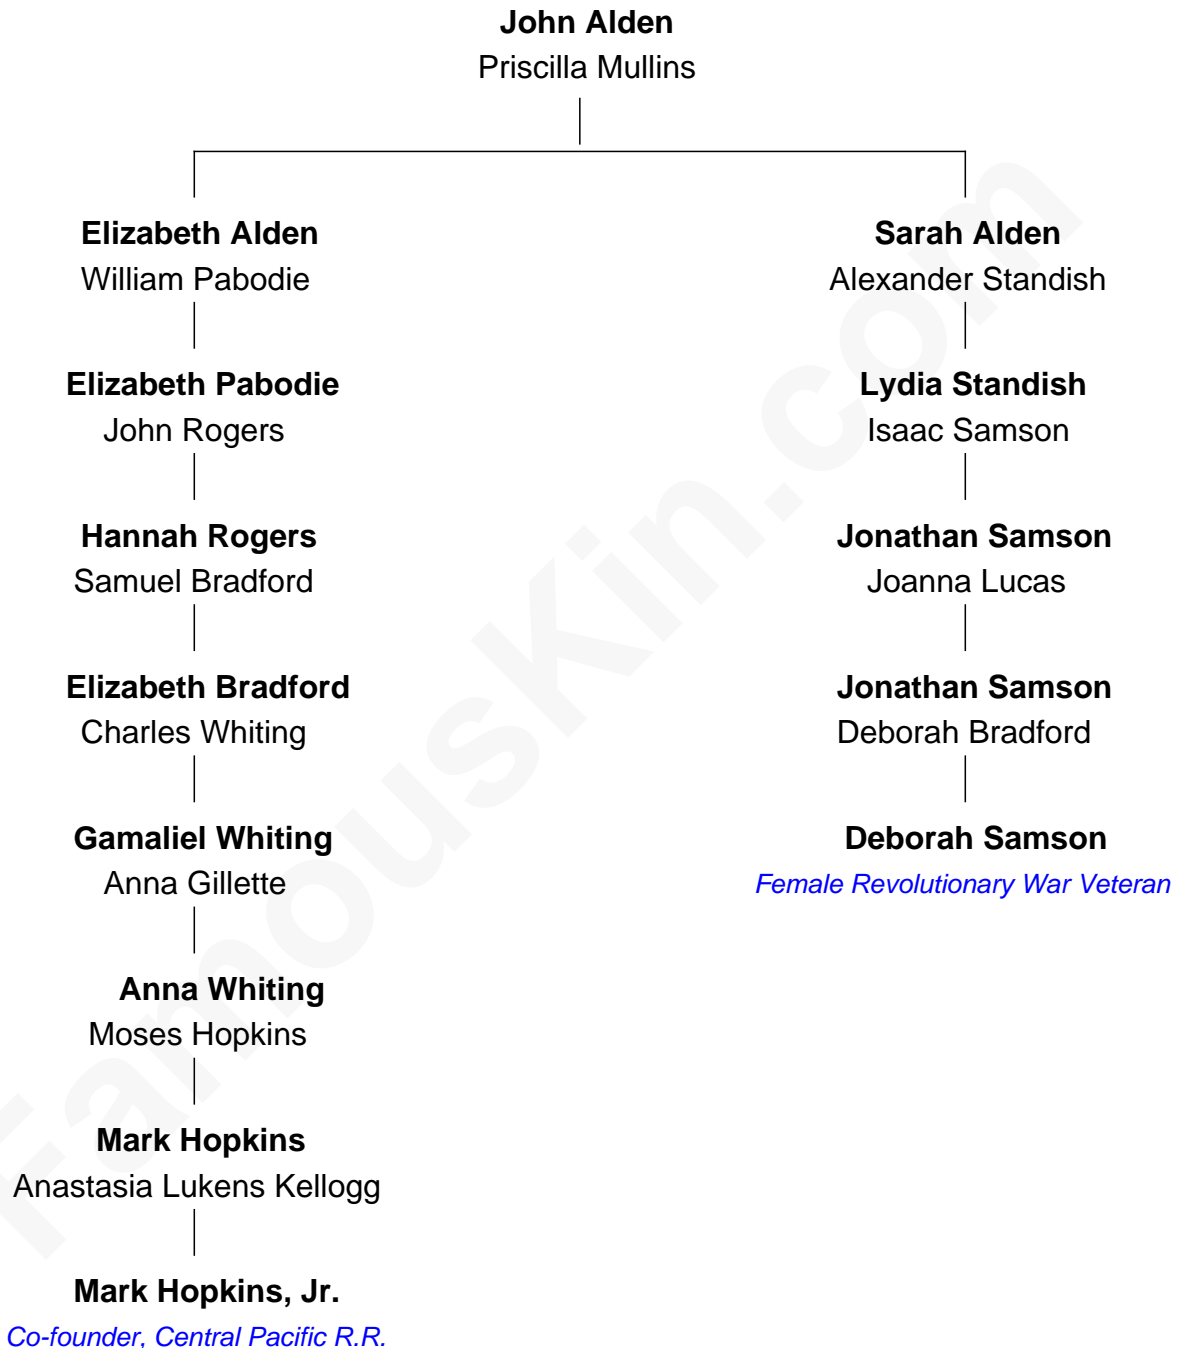 John Alden
Priscilla Mullins
Elizabeth Alden
William Pabodie
Sarah Alden
Alexander Standish
Elizabeth Pabodie
John Rogers
Lydia Standish
Isaac Samson
Hannah Rogers
Samuel Bradford
Jonathan Samson
Joanna Lucas
Elizabeth Bradford
Charles Whiting
Jonathan Samson
Deborah Bradford
Gamaliel Whiting
Anna Gillette
Deborah Samson
Female Revolutionary War Veteran
Anna Whiting
Moses Hopkins
Mark Hopkins
Anastasia Lukens Kellogg
Mark Hopkins, Jr.
Co-founder, Central Pacific R.R.
FamousKin.com